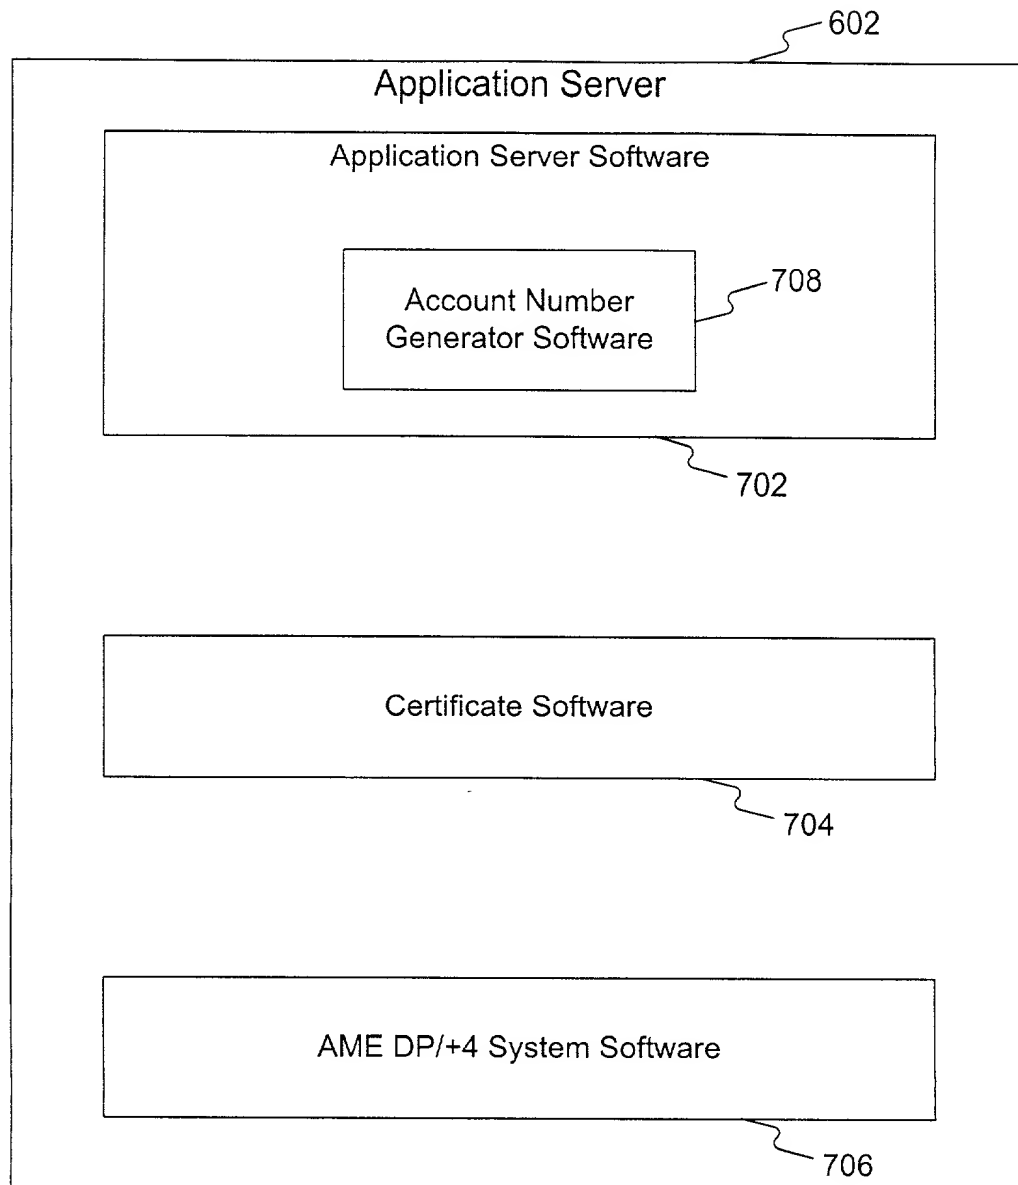 602
Application Server
Application Server Software
Account Number
Generator Software
708
702
Certificate Software
704
AME DP/+4 System Software
706